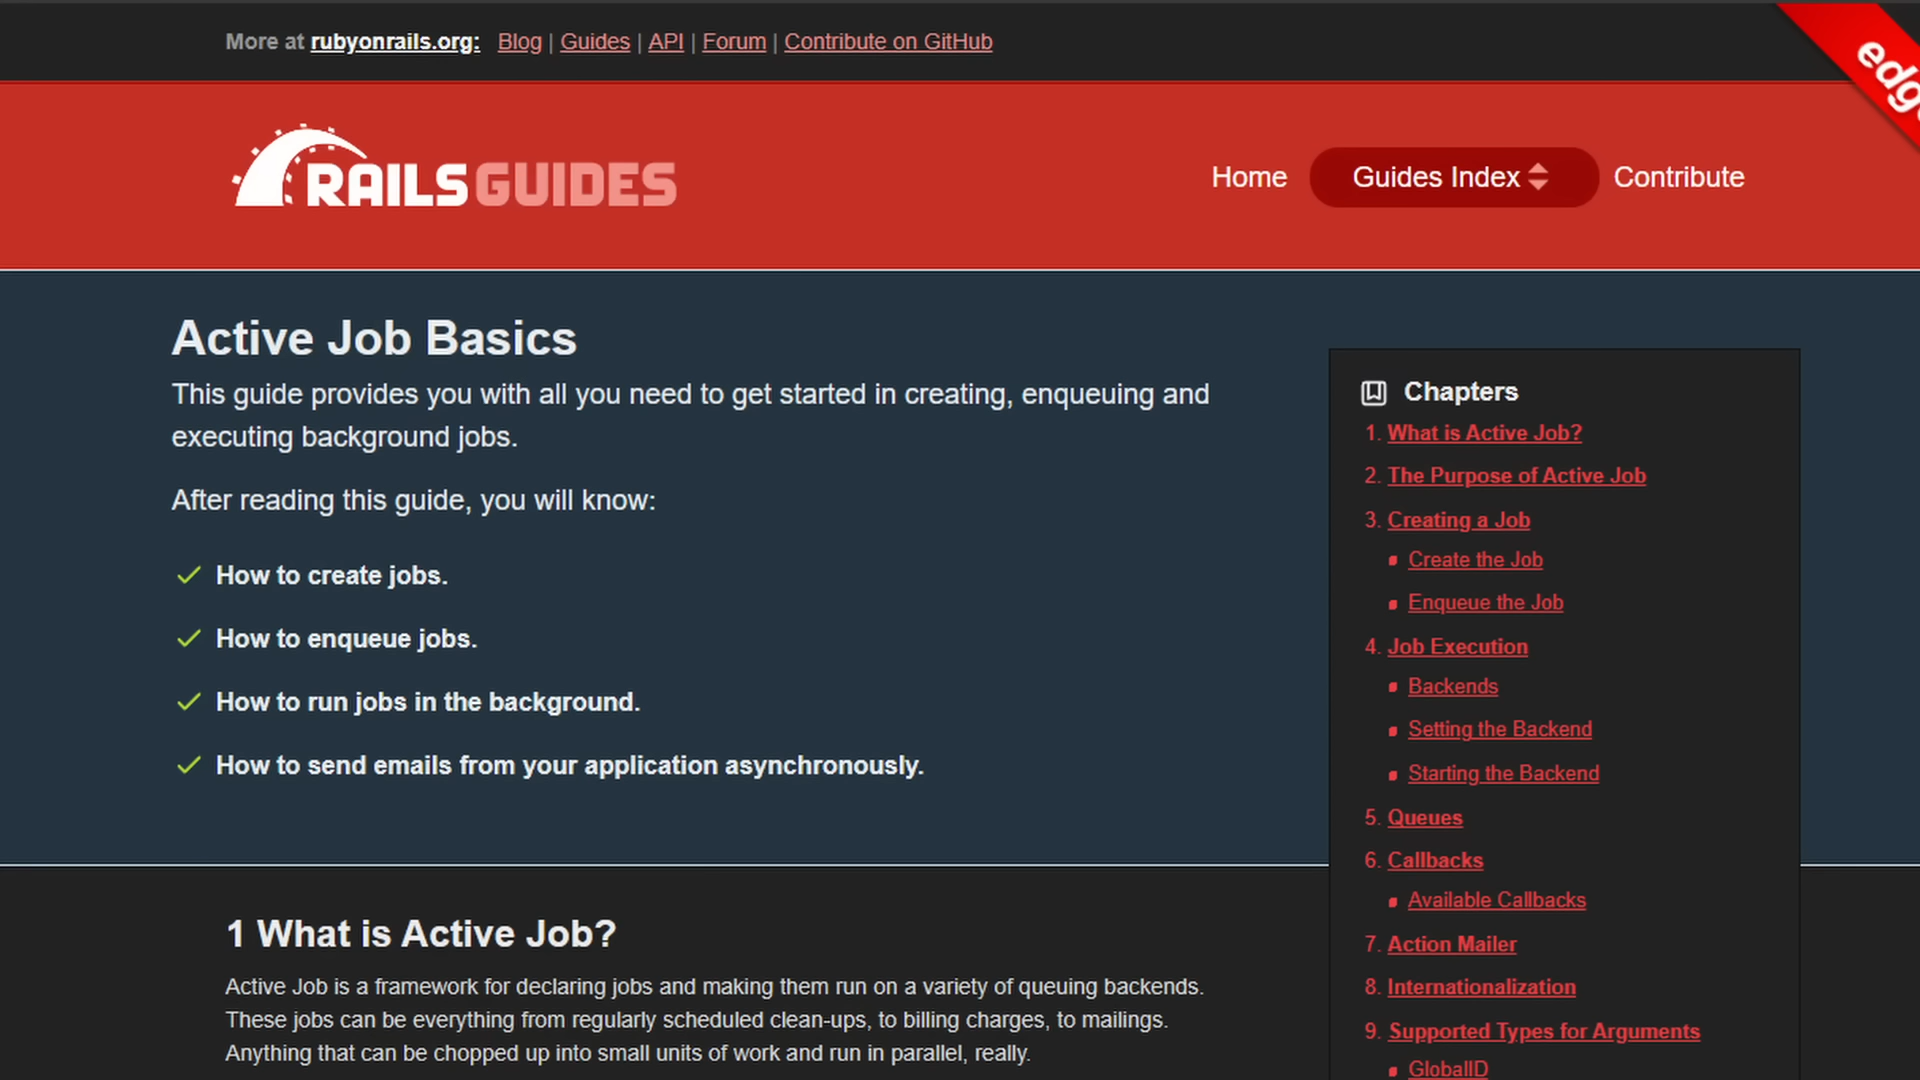 More at rubyonrails.org: Blog | Guides | API | Forum | Contribute on GitHub
RAILS GUIDES
Home Guides Index Contribute
Active Job Basics
This guide provides you with all you need to get started in creating, enqueuing and
executing background jobs.
After reading this guide, you will know:
How to create jobs.
How to enqueue jobs.
How to run jobs in the background.
How to send emails from your application asynchronously.
Chapters
1. What is Active Job?
2. The Purpose of Active Job
3. Creating a Job
Create the Job
Enqueue the Job
4. Job Execution
Backends
Setting the Backend
Starting the Backend
5. Queues
6. Callbacks
Available Callbacks
7. Action Mailer
8. Internationalization
9. Supported Types for Arguments
GlobalID
1 What is Active Job?
Active Job is a framework for declaring jobs and making them run on a variety of queuing backends.
These jobs can be everything from regularly scheduled clean-ups, to billing charges, to mailings.
Anything that can be chopped up into small units of work and run in parallel, really.